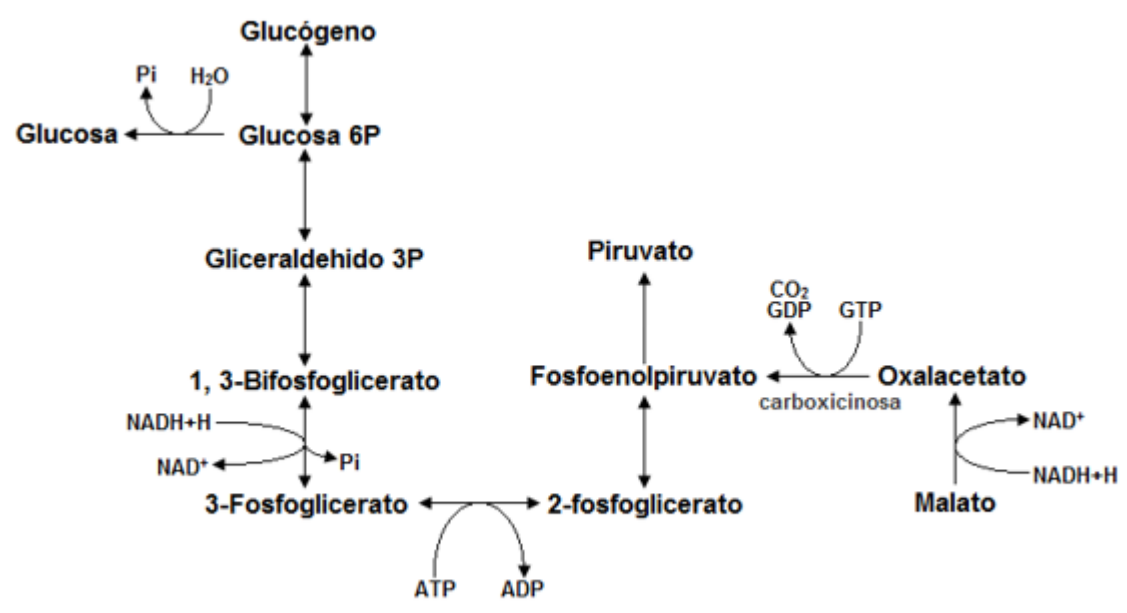 Glucógeno
Pi H₂O
Glucosa Glucosa 6P
Gliceraldehido 3P Piruvato
CO₂
GDP GTP
1, 3-Bifosfoglicerato Fosfoenolpiruvato Oxalacetato
carboxicinosa
NADH+H NAD⁺
NAD⁺ Pi NADH+H
3-Fosfoglicerato 2-fosfoglicerato Malato
ATP ADP